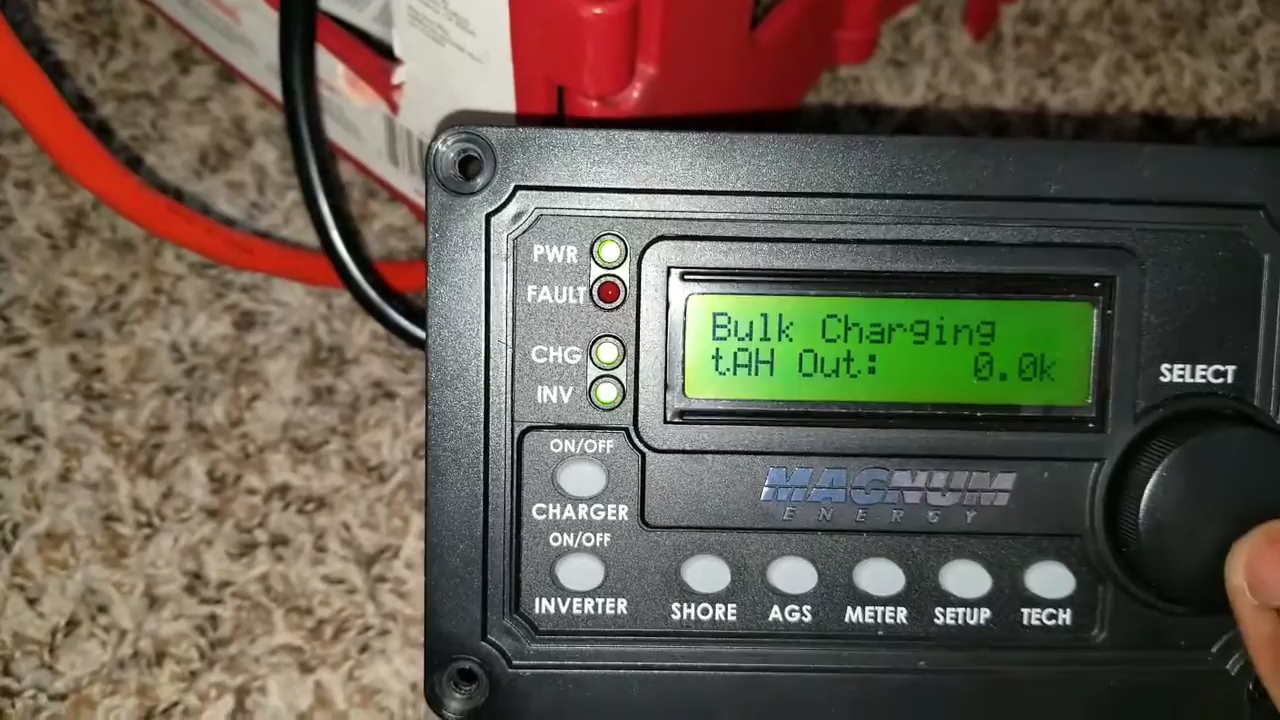 PWR
FAULT
CHG
INV
Bulk Charging
tAH Out: 0.0k
SELECT
ON/OFF
CHARGER
ON/OFF
INVERTER
MAGNUM
ENERGY
SHORE
AGS
METER
SETUP
TECH